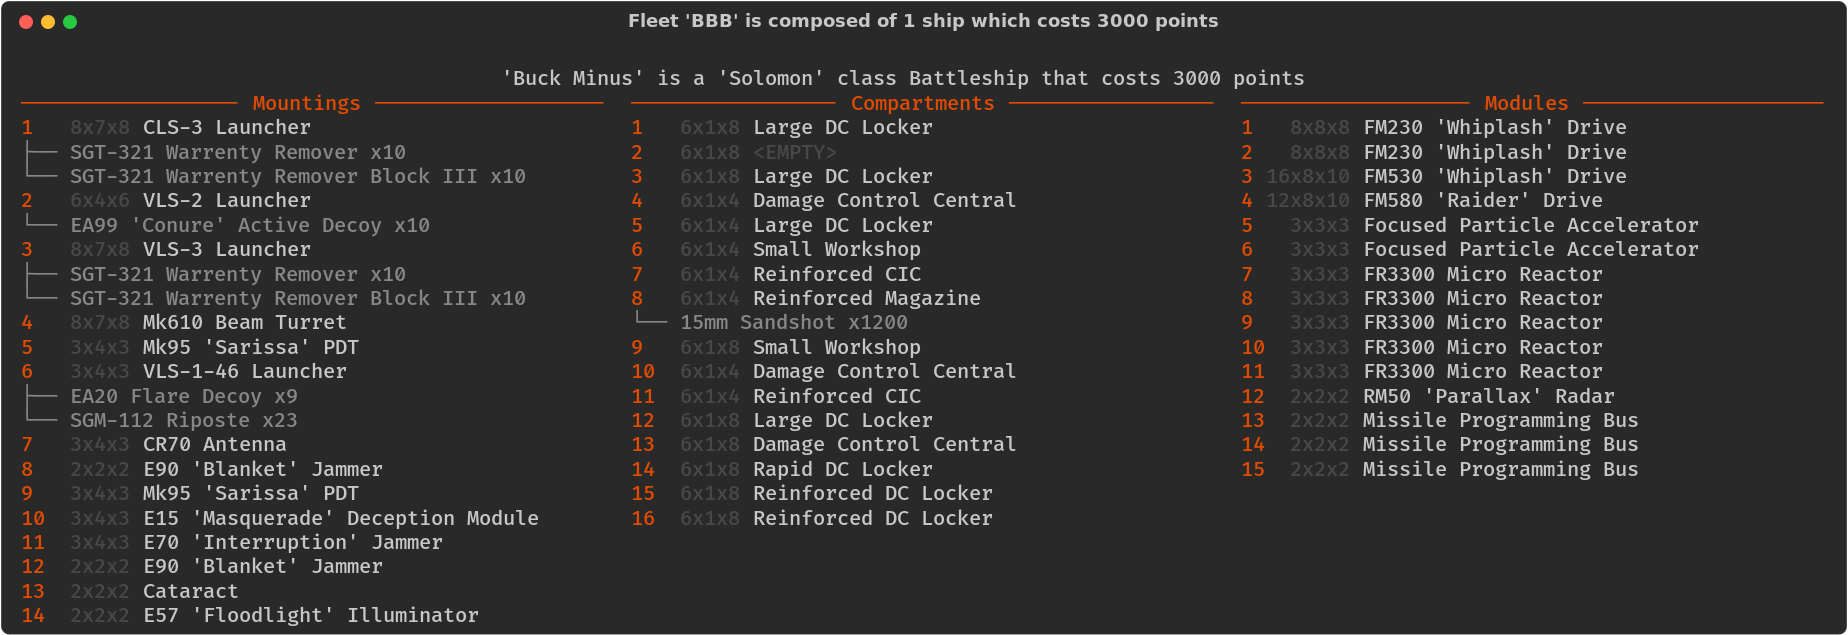 Fleet 'BBB' is composed of 1 ship which costs 3000 points
'Buck Minus' is a 'Solomon' class Battleship that costs 3000 points
Mountings
1 8x7x8 CLS-3 Launcher
SGT-321 Warrenty Remover x10
SGT-321 Warrenty Remover Block III x10
2 6x4x6 VLS-2 Launcher
EA99 'Conure' Active Decoy x10
3 8x7x8 VLS-3 Launcher
SGT-321 Warrenty Remover x10
SGT-321 Warrenty Remover Block III x10
4 8x7x8 Mk610 Beam Turret
5 3x4x3 Mk95 'Sarissa' PDT
6 3x4x3 VLS-1-46 Launcher
EA20 Flare Decoy x9
SGM-112 Riposte x23
7 3x4x3 CR70 Antenna
8 2x2x2 E90 'Blanket' Jammer
9 3x4x3 Mk95 'Sarissa' PDT
10 3x4x3 E15 'Masquerade' Deception Module
11 3x4x3 E70 'Interruption' Jammer
12 2x2x2 E90 'Blanket' Jammer
13 2x2x2 Cataract
14 2x2x2 E57 'Floodlight' Illuminator
Compartments
1 6x1x8 Large DC Locker
2 6x1x8 <EMPTY>
3 6x1x8 Large DC Locker
4 6x1x4 Damage Control Central
5 6x1x4 Large DC Locker
6 6x1x4 Small Workshop
7 6x1x4 Reinforced CIC
8 6x1x4 Reinforced Magazine
15mm Sandshot x1200
9 6x1x8 Small Workshop
10 6x1x4 Damage Control Central
11 6x1x4 Reinforced CIC
12 6x1x8 Large DC Locker
13 6x1x8 Damage Control Central
14 6x1x8 Rapid DC Locker
15 6x1x8 Reinforced DC Locker
16 6x1x8 Reinforced DC Locker
Modules
1 8x8x8 FM230 'Whiplash' Drive
2 8x8x8 FM230 'Whiplash' Drive
3 16x8x10 FM530 'Whiplash' Drive
4 12x8x10 FM580 'Raider' Drive
5 3x3x3 Focused Particle Accelerator
6 3x3x3 Focused Particle Accelerator
7 3x3x3 FR3300 Micro Reactor
8 3x3x3 FR3300 Micro Reactor
9 3x3x3 FR3300 Micro Reactor
10 3x3x3 FR3300 Micro Reactor
11 3x3x3 FR3300 Micro Reactor
12 2x2x2 RM50 'Parallax' Radar
13 2x2x2 Missile Programming Bus
14 2x2x2 Missile Programming Bus
15 2x2x2 Missile Programming Bus